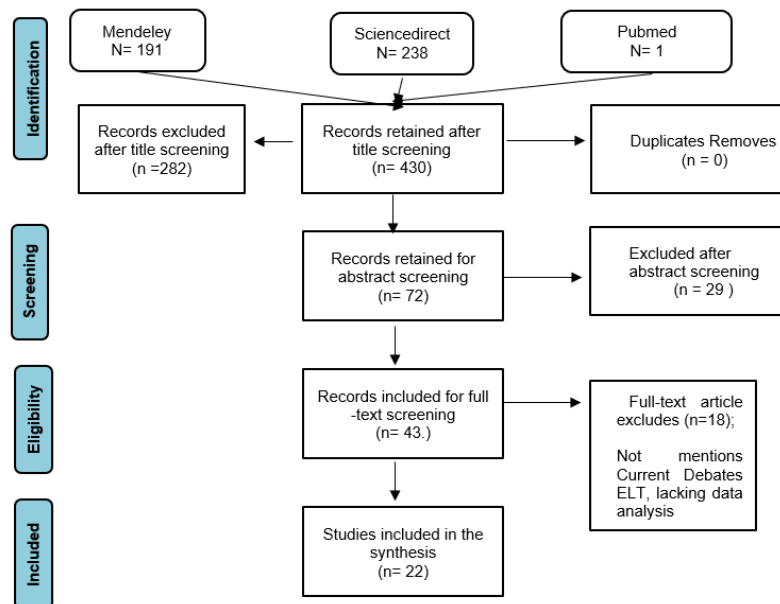 Identification
Mendeley
N= 191
Sciencedirect
N= 238
Pubmed
N= 1
Records excluded
after title screening
(n =282)
Records retained after
title screening
(n= 430)
Duplicates Removes
(n = 0)
Screening
Records retained for
abstract screening
(n= 72)
Excluded after
abstract screening
(n = 29 )
Eligibility
Records included for full
-text screening
(n= 43.)
Full-text article
excludes (n=18);
Not mentions
Current Debates
ELT, lacking data
analysis
Included
Studies included in the
synthesis
(n= 22)